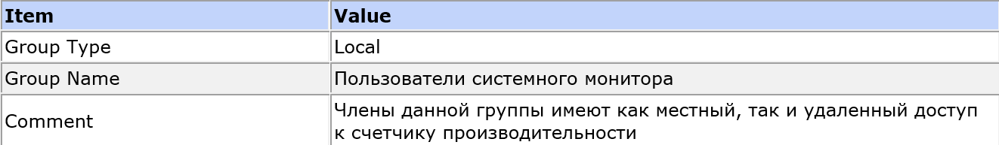 Item Value
Group Type Local
Group Name Пользователи системного монитора
Comment Члены данной группы имеют как местный, так и удаленный доступ
к счетчику производительности